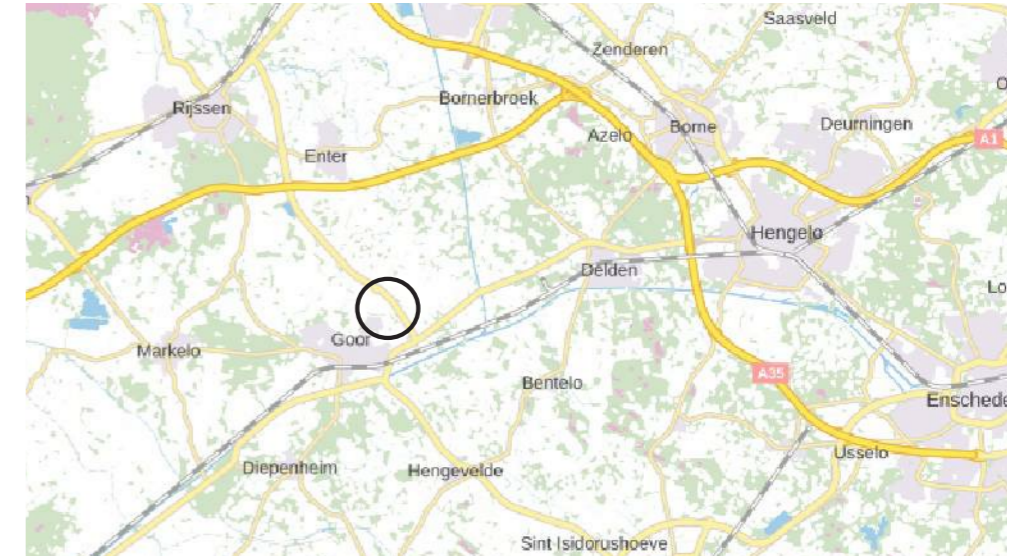 Saasveld
Zenderen
Bornerbroek
Rijssen
Borne
Deurningen
Azelo
A1
Enter
Hengelo
Delden
Lo
Goor
Markelo
A35
Bentelo
Enschede
Usselo
Diepenheim
Hengevelde
Sint Isidorushoeve